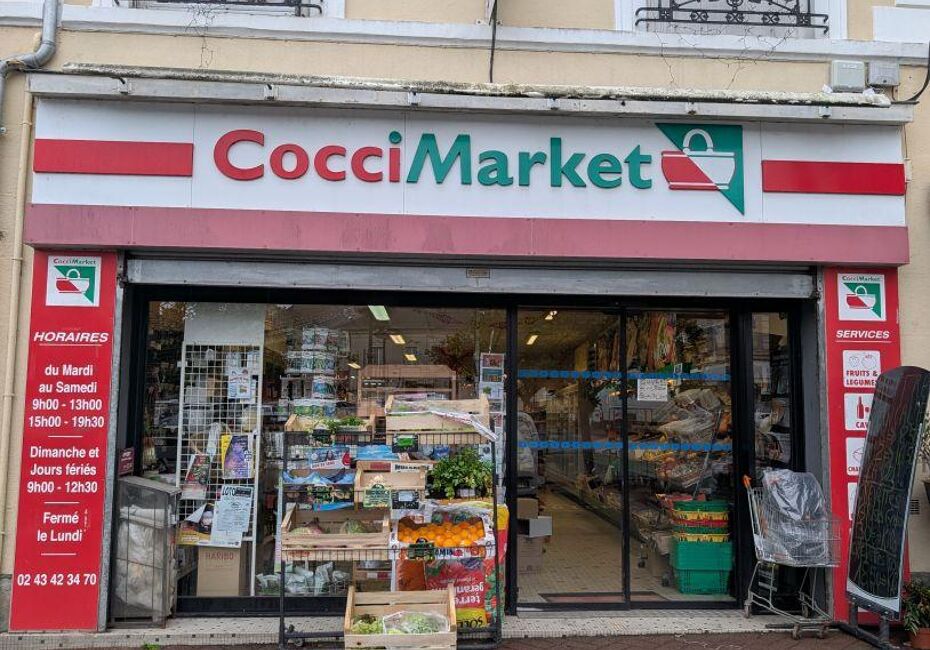 CocciMarket
CocciMarket
HORAIRES
du Mardi
au Samedi
9h00 - 13h00
15h00 - 19h30
Dimanche et
Jours fériés
9h00 - 12h30
Fermé
le Lundi
02 43 42 34 70
CocciMarket
SERVICES
FRUITS &
LÉGUMES
LOTO
HARIBO